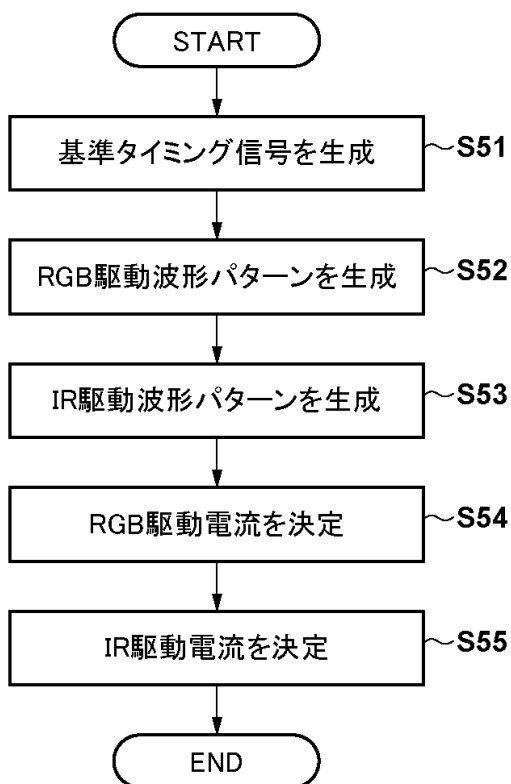 START
基準タイミング信号を生成
S51
RGB駆動波形パターンを生成
S52
IR駆動波形パターンを生成
S53
RGB駆動電流を決定
S54
IR駆動電流を決定
S55
END